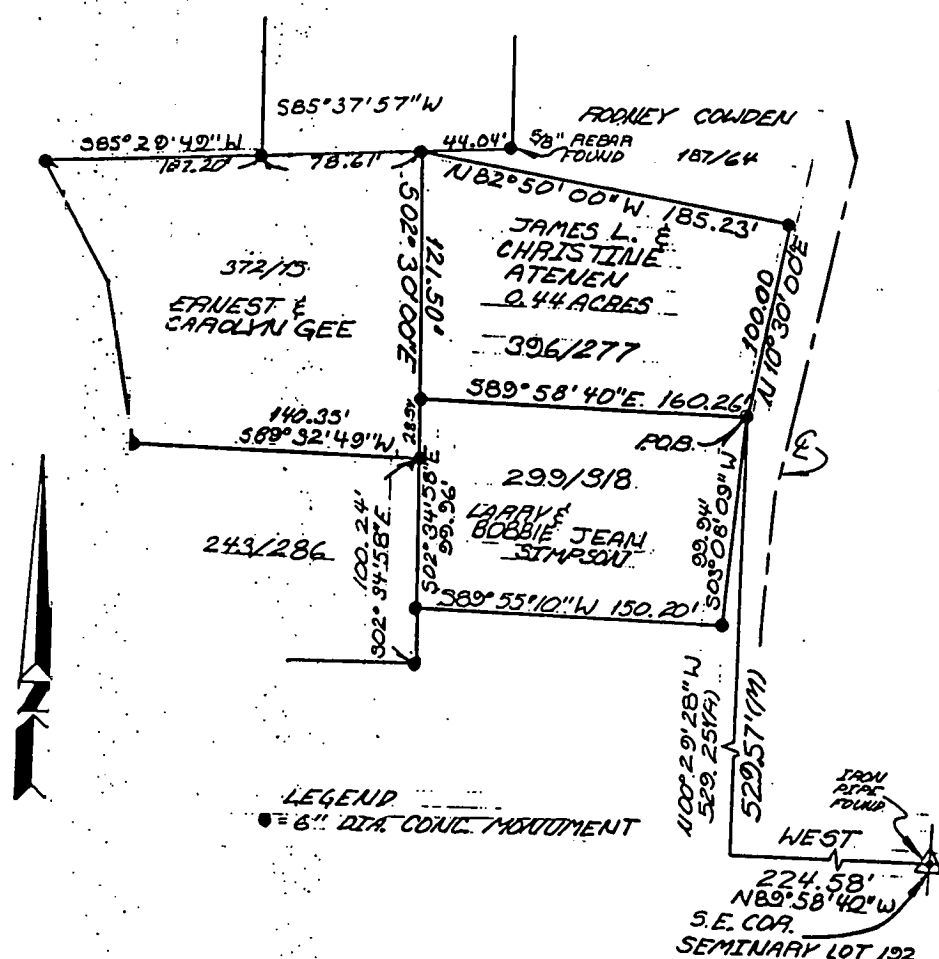 S85°37'57"W
S85°20'49"W
187.20'
78.61'
44.04'
5/8" REBAR
FOUND
RODNEY COWDEN
187/64
N82°50'00"W 185.23'
JAMES L. &
CHRISTINE
ATENEN
0.44 ACRES
396/277
S02°30'00"E
121.50'
100.00
N10°30'00"E
372/75
ERNEST &
CAROLYN GEE
S89°58'40"E 160.26'
P.O.B.
℄
140.35'
S89°32'49"W
28.57
299/318
LARRY &
BOBBIE JEAN
SIMPSON
S02°34'58"E
99.96'
99.94'
S03°08'09"W
243/286
100.24'
S02°34'58"E
S89°55'10"W 150.20'
N
N00°29'28"W
529.25'(R)
529.57'(M)
LEGEND
= 6" DIA. CONC. MONUMENT
IRON
PIPE
FOUND
WEST
224.58'
N89°58'42"W
S.E. COR.
SEMINARY LOT 192